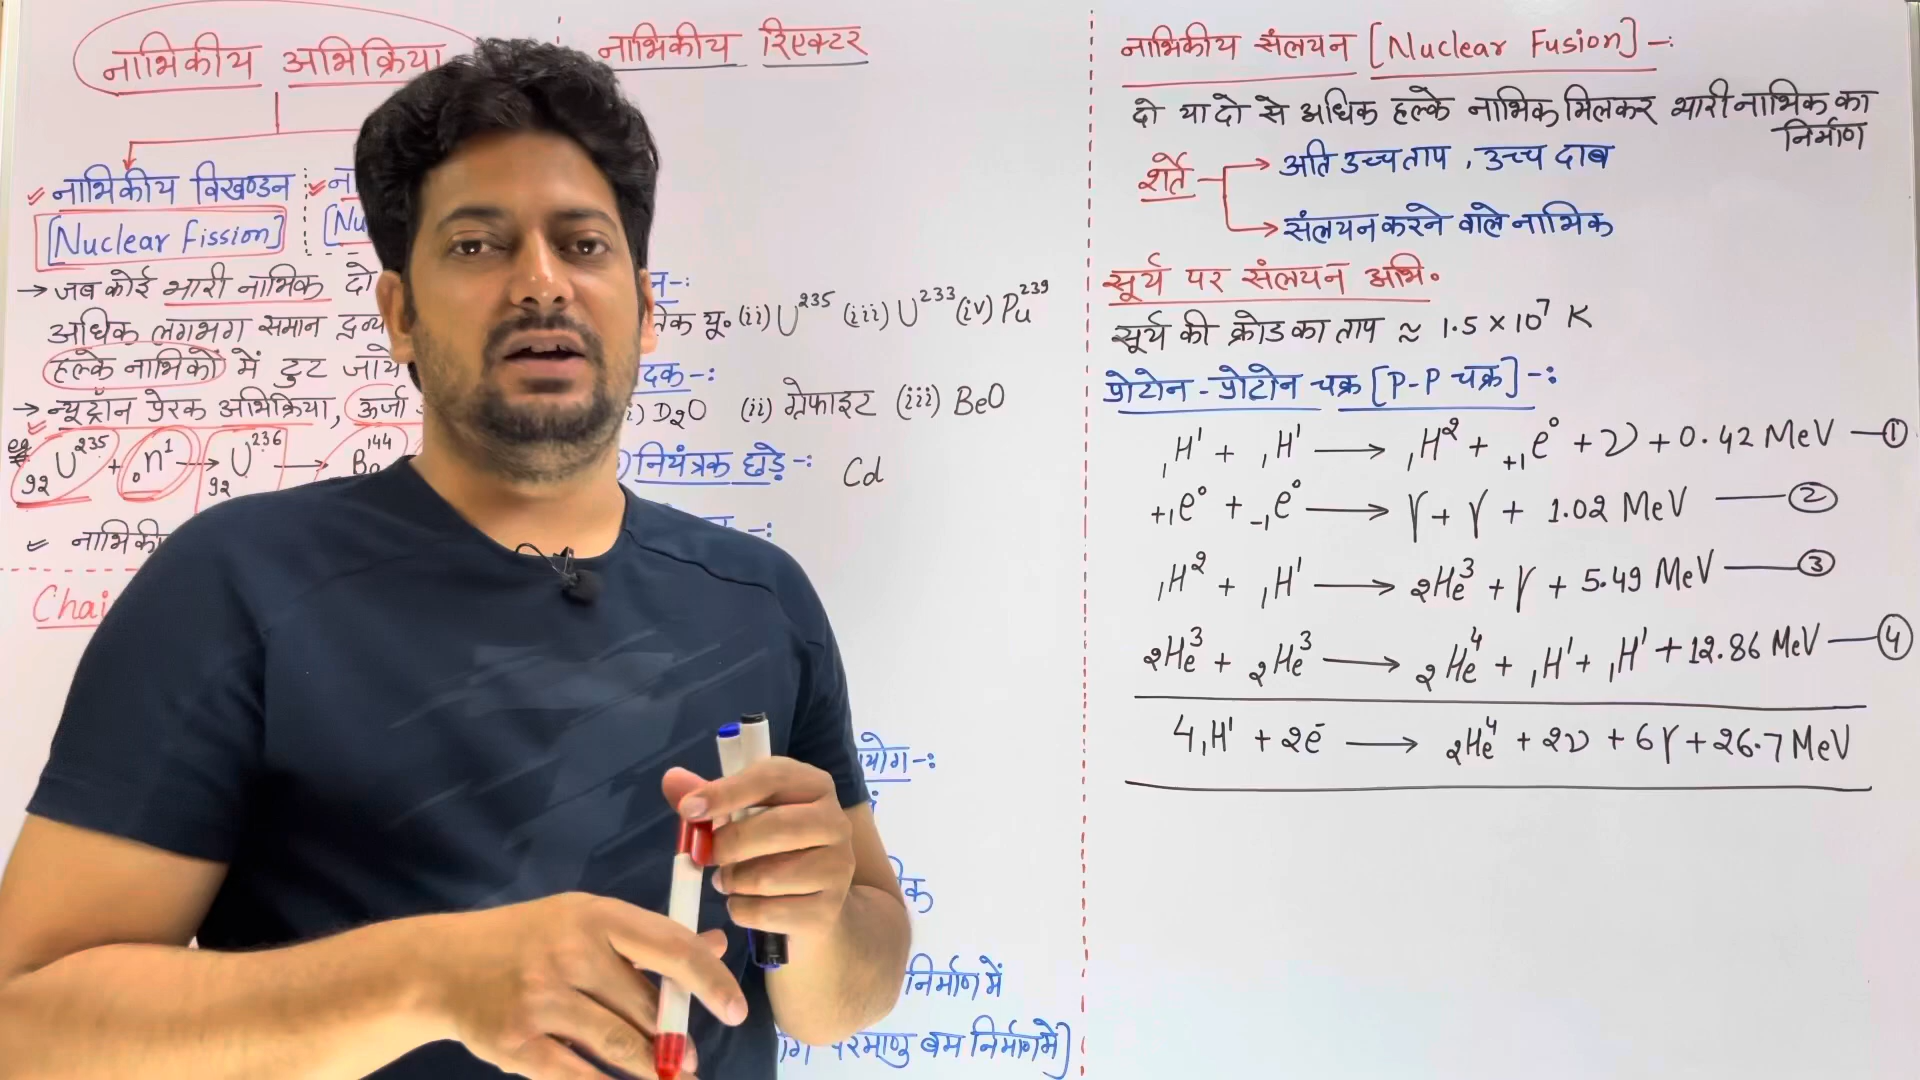 नाभिकीय अभिक्रिया
नाभिकीय विखण्डन
[Nuclear Fission]
→ जब कोई भारी नाभिक दो
अधिक लगभग समान
हल्के नाभिकों में टूट जाये
→ न्यूट्रॉन प्रेरक अभिक्रिया, ऊर्जा
eg ₉₂U²³⁵ + ₀n¹ → ₉₂U²³⁶ → Ba¹⁴⁴
नाभिकीय रिएक्टर
यू॰ (ii) U²³⁵ (iii) U²³³ (iv) Pu²³⁹
D₂O (ii) ग्रेफाइट (iii) BeO
नियंत्रक छड़े -: Cd
निर्माण में
परमाणु बम निर्माण में]
नाभिकीय संलयन [Nuclear Fusion] -:
दो या दो से अधिक हल्के नाभिक मिलकर भारी नाभिक का
निर्माण
शर्ते → अति उच्च ताप, उच्च दाब
→ संलयन करने वाले नाभिक
सूर्य पर संलयन अभि॰
सूर्य की क्रोड का ताप ≈ 1.5 × 10⁷ K
प्रोटोन - प्रोटोन चक्र [P-P चक्र] -:
₁H¹ + ₁H¹ → ₁H² + ₊₁e⁰ + ν + 0.42 MeV — ①
₊₁e⁰ + ₋₁e⁰ → γ + γ + 1.02 MeV — ②
₁H² + ₁H¹ → ₂He³ + γ + 5.49 MeV — ③
₂He³ + ₂He³ → ₂He⁴ + ₁H¹ + ₁H¹ + 12.86 MeV — ④
4₁H¹ + 2e⁻ → ₂He⁴ + 2ν + 6γ + 26.7 MeV